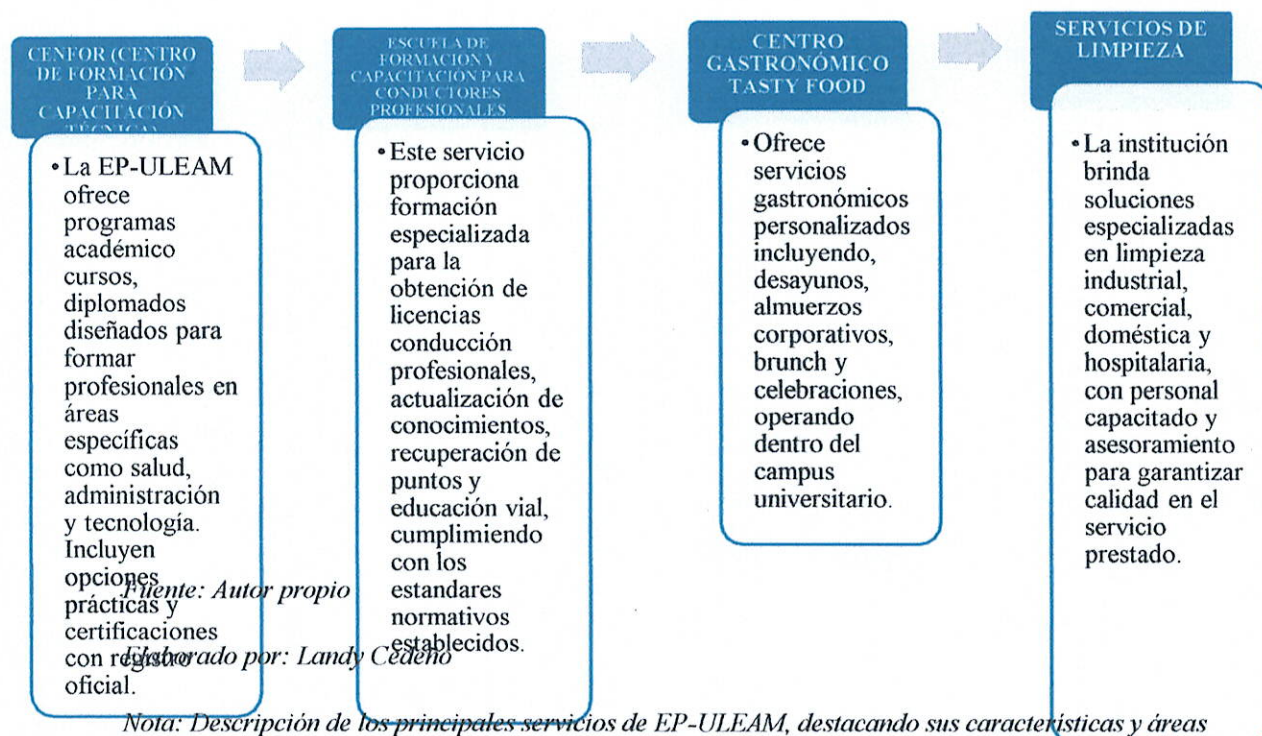 CENFOR (CENTRO
DE FORMACIÓN
PARA
CAPACITACIÓN
TÉCNICA)
• La EP-ULEAM
ofrece
programas
académico
cursos,
diplomados
diseñados para
formar
profesionales en
áreas
específicas
como salud,
administración
y tecnología.
Incluyen
opciones
prácticas y
certificaciones
con registro
oficial.
ESCUELA DE
FORMACION Y
CAPACITACIÓN PARA
CONDUCTORES
PROFESIONALES
• Este servicio
proporciona
formación
especializada
para la
obtención de
licencias
conducción
profesionales,
actualización de
conocimientos,
recuperación de
puntos y
educación vial,
cumplimiendo
con los
estandares
normativos
establecidos.
CENTRO
GASTRONÓMICO
TASTY FOOD
• Ofrece
servicios
gastronómicos
personalizados
incluyendo,
desayunos,
almuerzos
corporativos,
brunch y
celebraciones,
operando
dentro del
campus
universitario.
SERVICIOS DE
LIMPIEZA
• La institución
brinda
soluciones
especializadas
en limpieza
industrial,
comercial,
doméstica y
hospitalaria,
con personal
capacitado y
asesoramiento
para garantizar
calidad en el
servicio
prestado.
Fuente: Autor propio
Elaborado por: Landy Cedeño
Nota: Descripción de los principales servicios de EP-ULEAM, destacando sus características y áreas